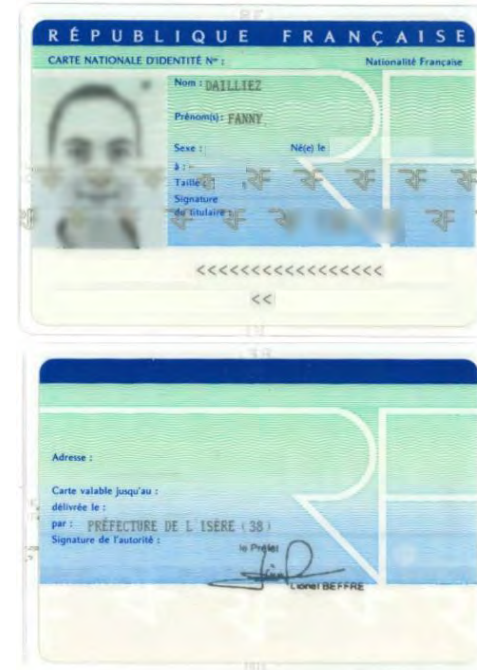 RÉPUBLIQUE FRANÇAISE
CARTE NATIONALE D'IDENTITÉ Nº : Nationalité Française
Nom : DAILLIEZ
Prénom(s) : FANNY
Sexe : Né(e) le
à :
Taille :
Signature
du titulaire :
<<<<<<<<<<<<<<<<<<
<<
Adresse :
Carte valable jusqu'au :
délivrée le :
par : PRÉFECTURE DE L'ISÈRE (38)
Signature de l'autorité :
le Préfet
Lionel BEFFRE